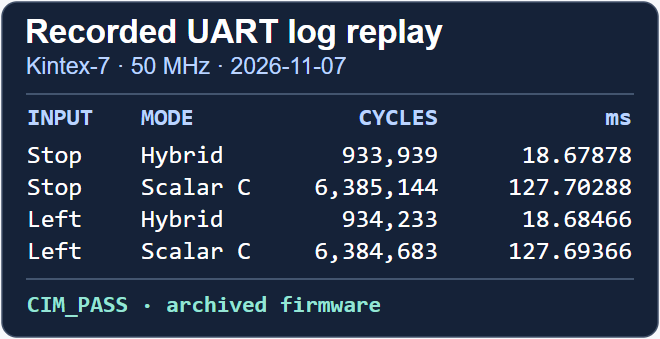 Recorded UART log replay
Kintex-7 · 50 MHz · 2026-11-07
INPUT MODE CYCLES ms
Stop Hybrid 933,939 18.67878
Stop Scalar C 6,385,144 127.70288
Left Hybrid 934,233 18.68466
Left Scalar C 6,384,683 127.69366
CIM_PASS · archived firmware